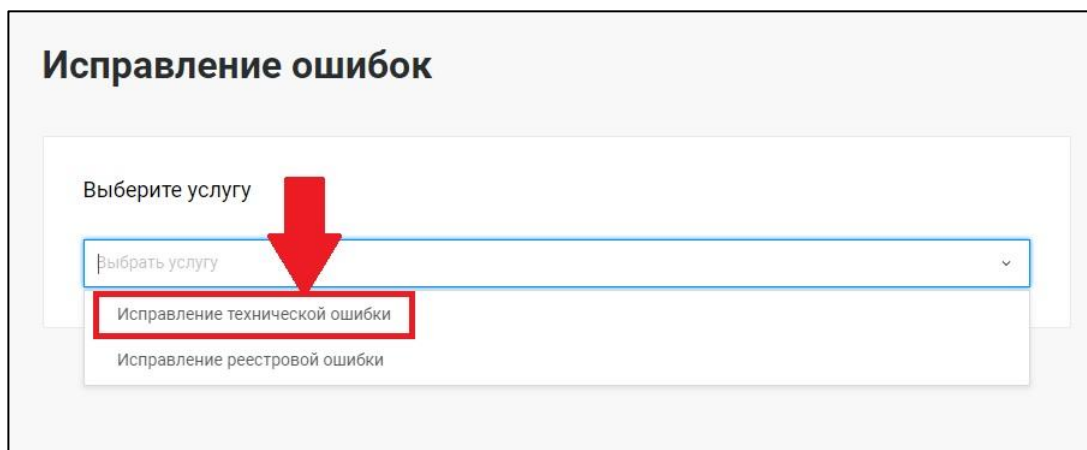 Исправление ошибок
Выберите услугу
Выбрать услугу
Исправление технической ошибки
Исправление реестровой ошибки